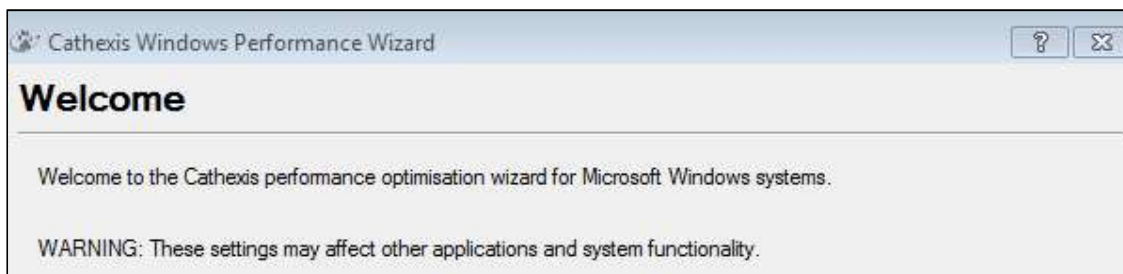 Cathexis Windows Performance Wizard
Welcome
Welcome to the Cathexis performance optimisation wizard for Microsoft Windows systems.
WARNING: These settings may affect other applications and system functionality.